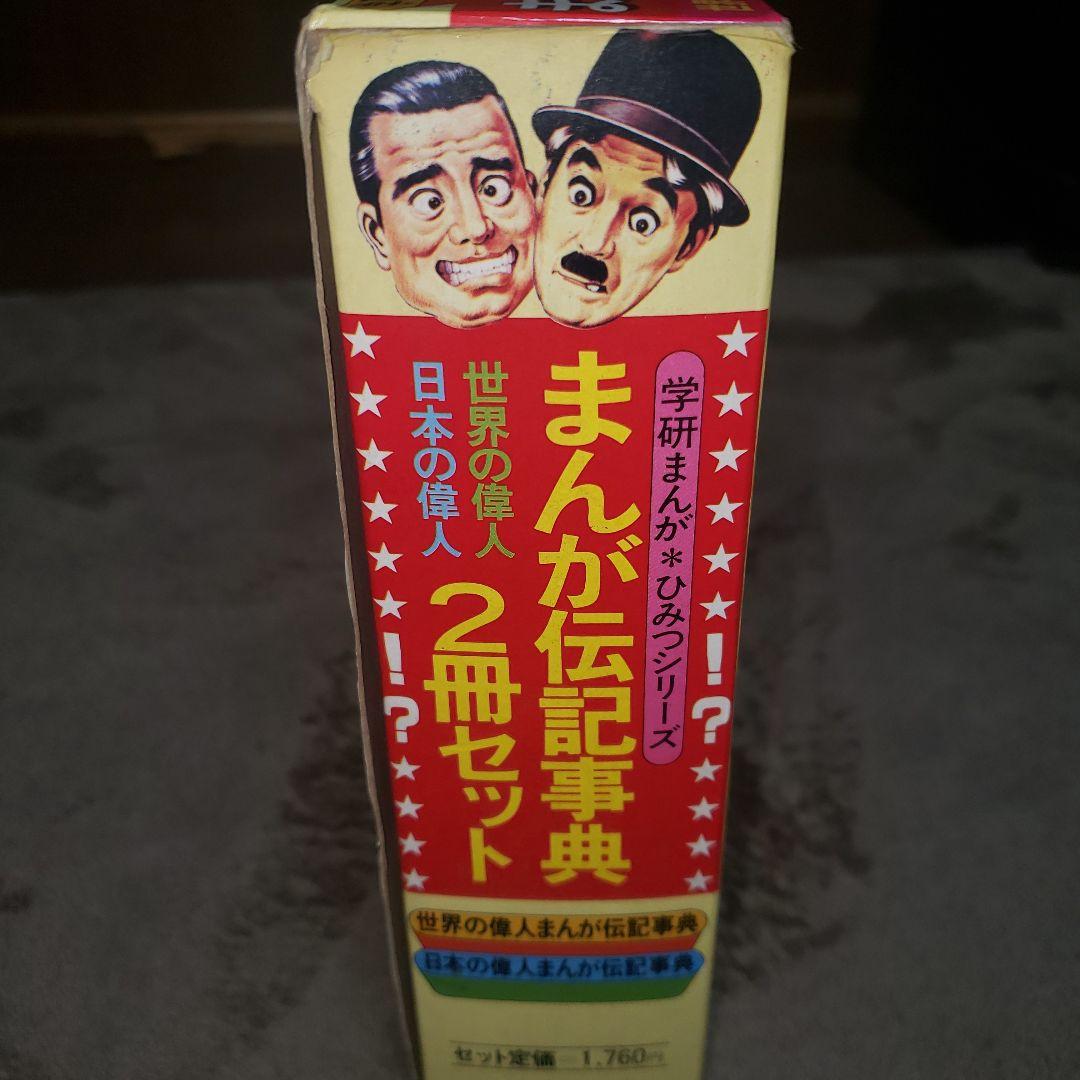 学研まんが*ひみつシリーズ
まんが伝記事典
世界の偉人
日本の偉人
2冊セット
!?
!?
世界の偉人まんが伝記事典
日本の偉人まんが伝記事典
セット定価 1,760円